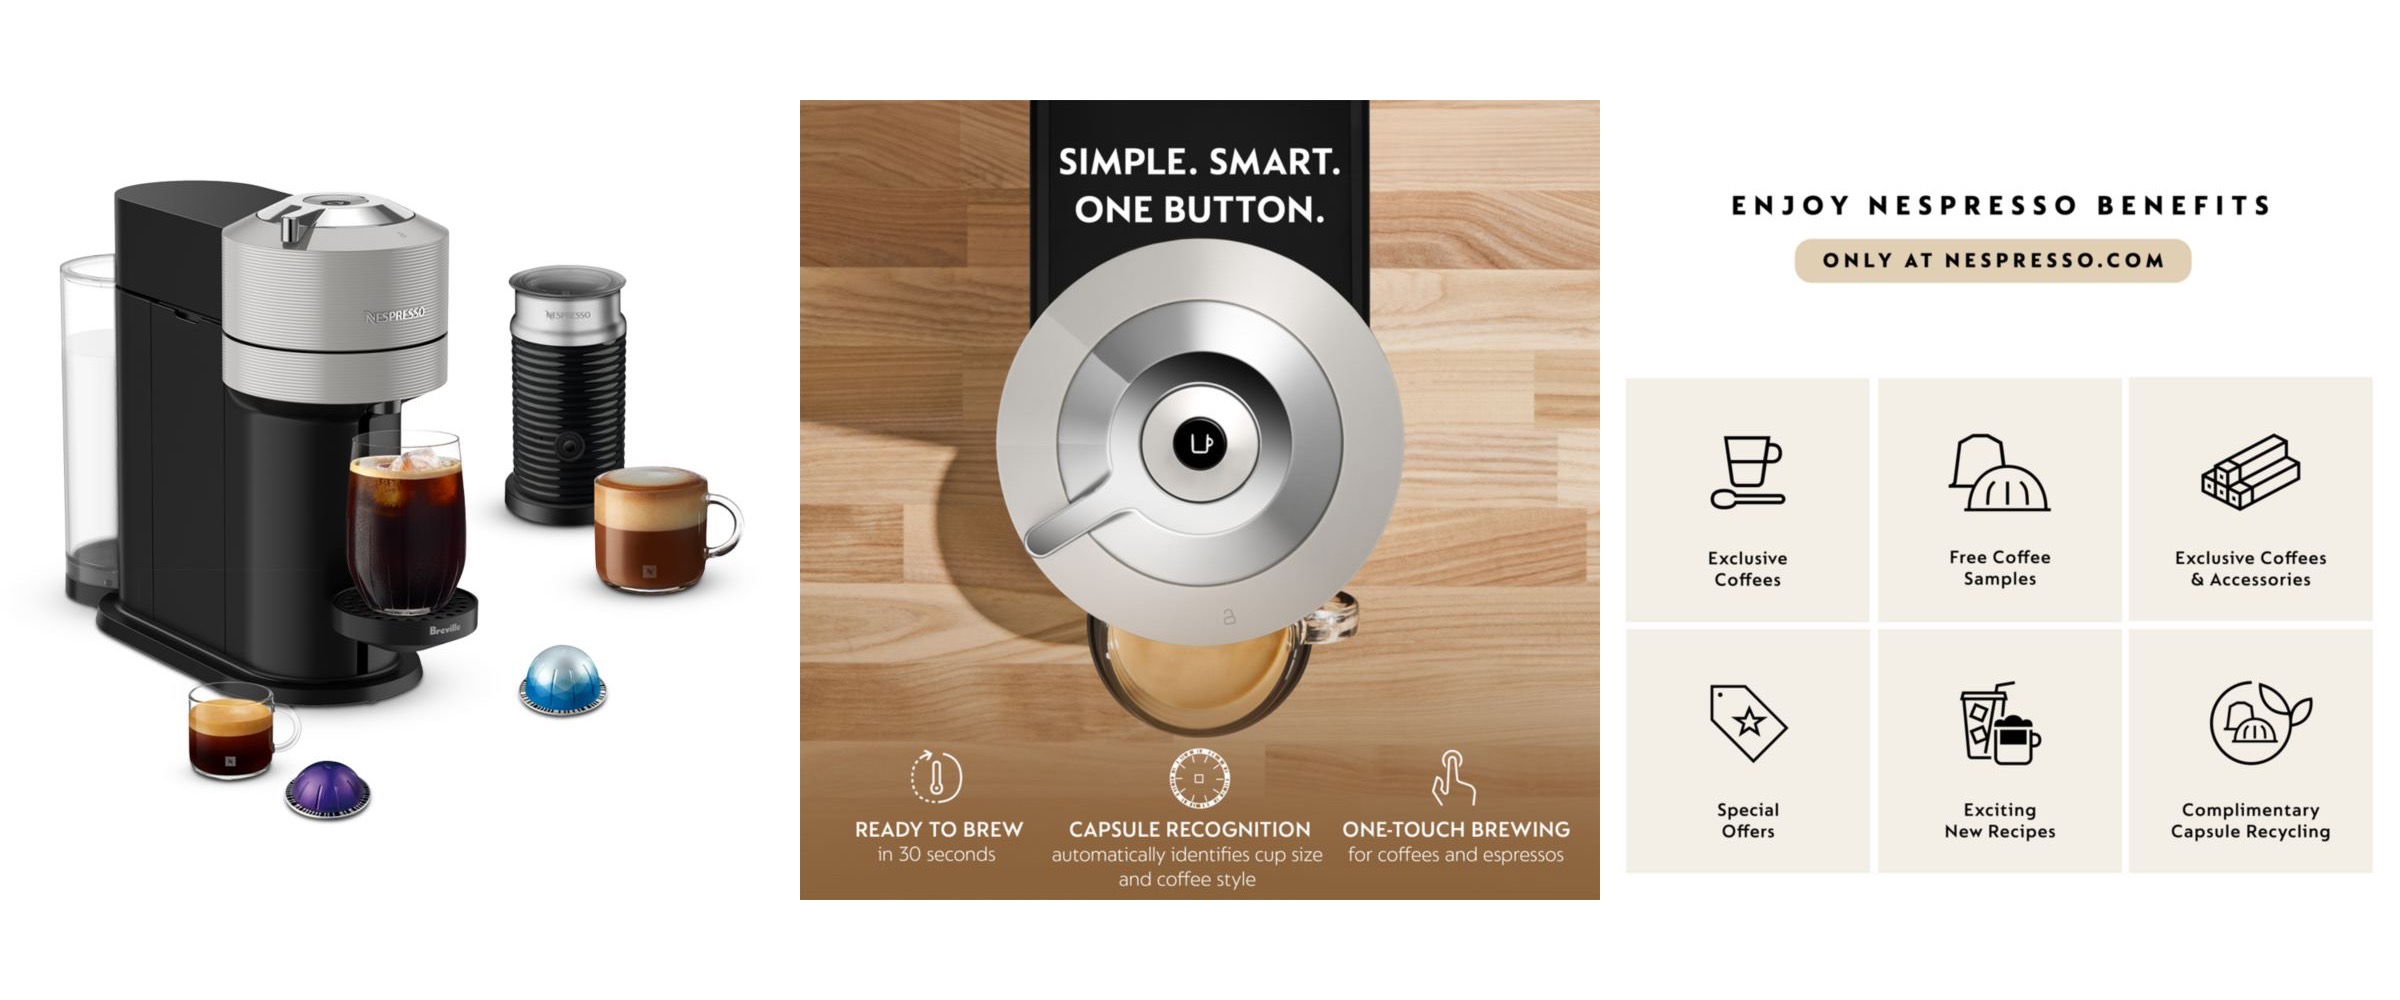 NESPRESSO
NESPRESSO
Breville
SIMPLE. SMART.
ONE BUTTON.
READY TO BREW
in 30 seconds
CAPSULE RECOGNITION
automatically identifies cup size
and coffee style
ONE-TOUCH BREWING
for coffees and espressos
ENJOY NESPRESSO BENEFITS
ONLY AT NESPRESSO.COM
Exclusive
Coffees
Free Coffee
Samples
Exclusive Coffees
& Accessories
Special
Offers
Exciting
New Recipes
Complimentary
Capsule Recycling